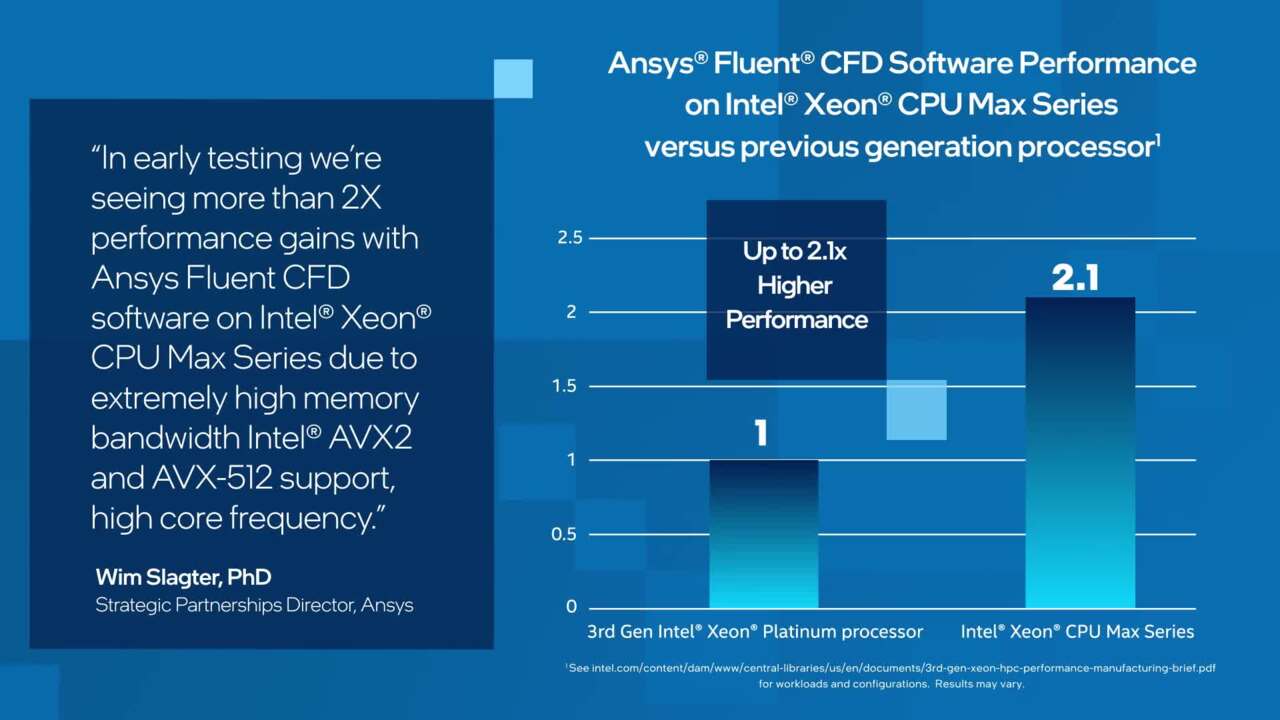 “In early testing we’re
seeing more than 2X
performance gains with
Ansys Fluent CFD
software on Intel® Xeon®
CPU Max Series due to
extremely high memory
bandwidth Intel® AVX2
and AVX-512 support,
high core frequency.”
Wim Slagter, PhD
Strategic Partnerships Director, Ansys
Ansys® Fluent® CFD Software Performance
on Intel® Xeon® CPU Max Series
versus previous generation processor¹
2.5
2
1.5
1
0.5
0
Up to 2.1x
Higher
Performance
1
2.1
3rd Gen Intel® Xeon® Platinum processor
Intel® Xeon® CPU Max Series
¹See intel.com/content/dam/www/central-libraries/us/en/documents/3rd-gen-xeon-hpc-performance-manufacturing-brief.pdf
for workloads and configurations. Results may vary.